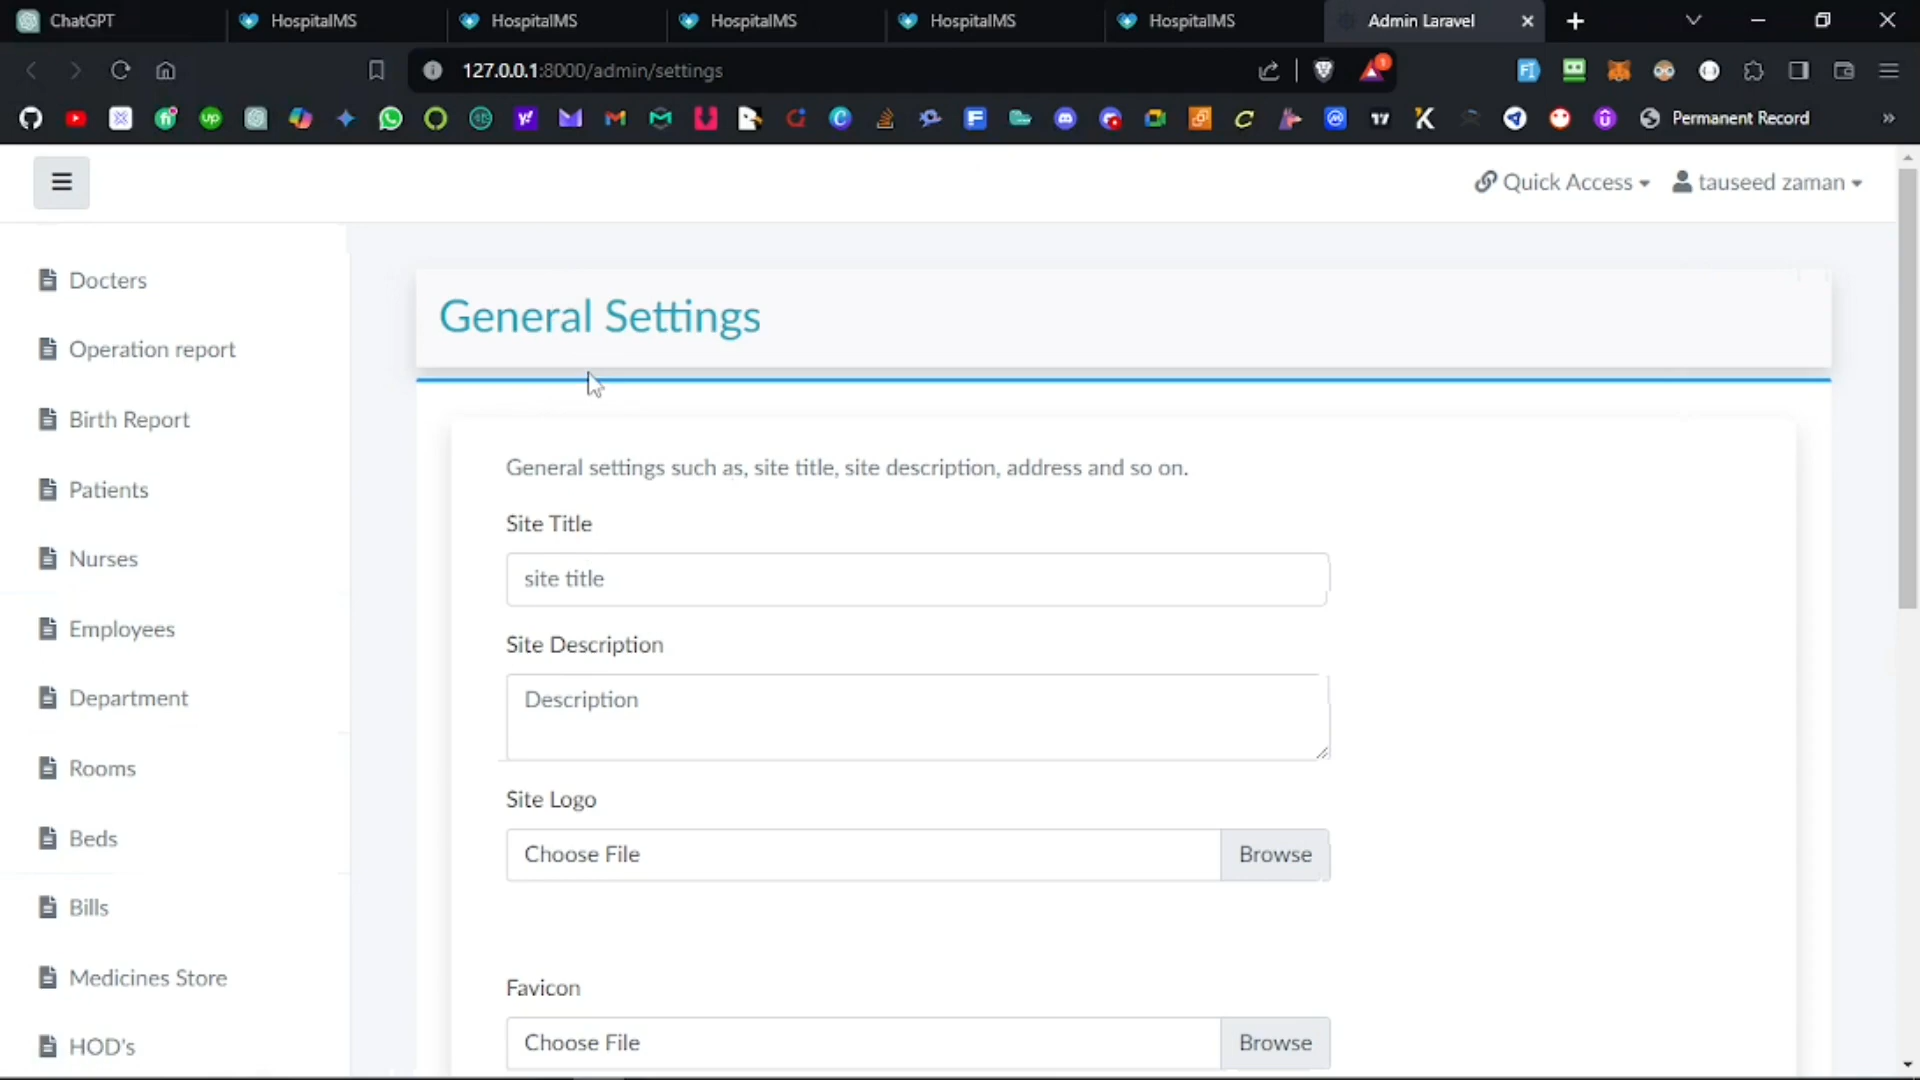 ChatGPT
HospitalMS
HospitalMS
HospitalMS
HospitalMS
HospitalMS
Admin Laravel
127.0.0.1:8000/admin/settings
Permanent Record
Quick Access
tauseed zaman
Docters
Operation report
Birth Report
Patients
Nurses
Employees
Department
Rooms
Beds
Bills
Medicines Store
HOD's
General Settings
General settings such as, site title, site description, address and so on.
Site Title
site title
Site Description
Description
Site Logo
Choose File
Browse
Favicon
Choose File
Browse